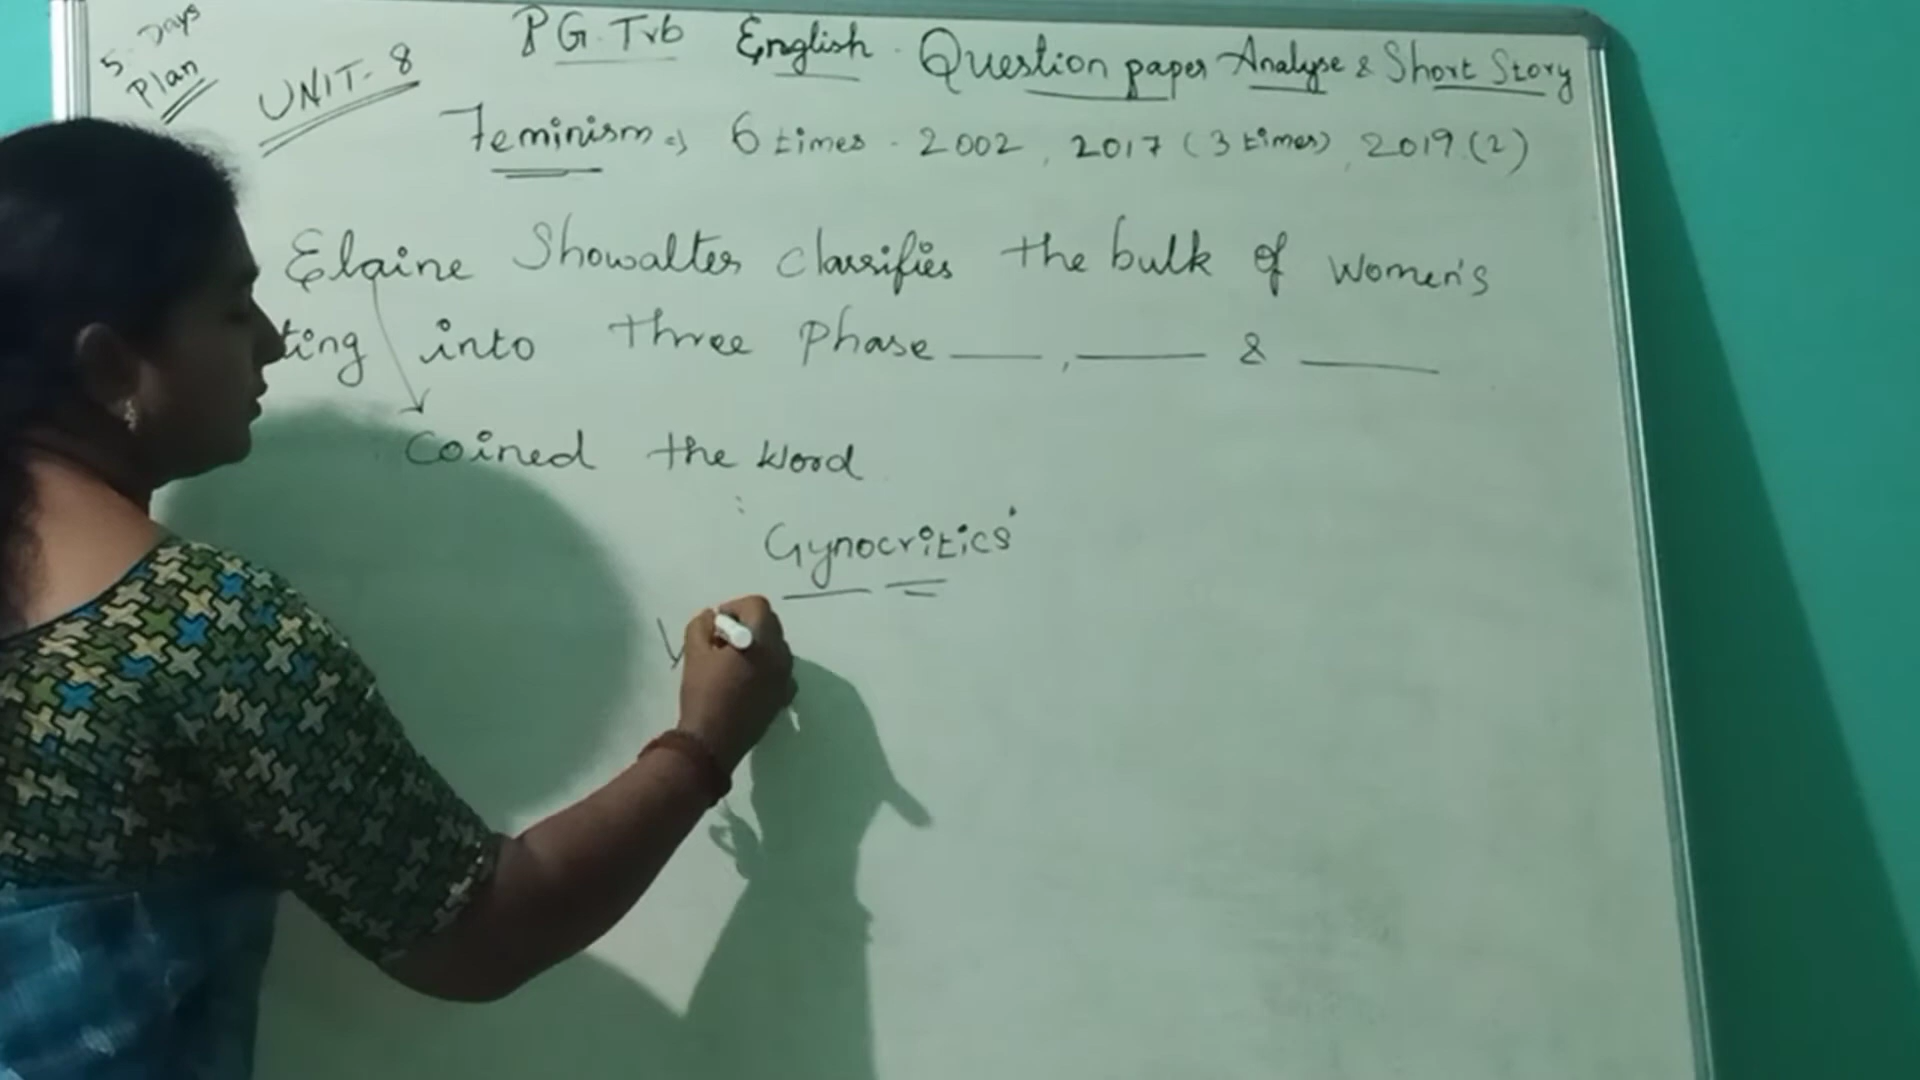 5-Days
Plan
UNIT-8
PG.Trb English Question paper Analyse & Short Story
Feminism => 6 times - 2002, 2017 (3 times), 2019 (2)
Elaine Showalter classifies the bulk of women's
ting into three phase ___, ___ & ___
Coined the word
'Gynocritics'